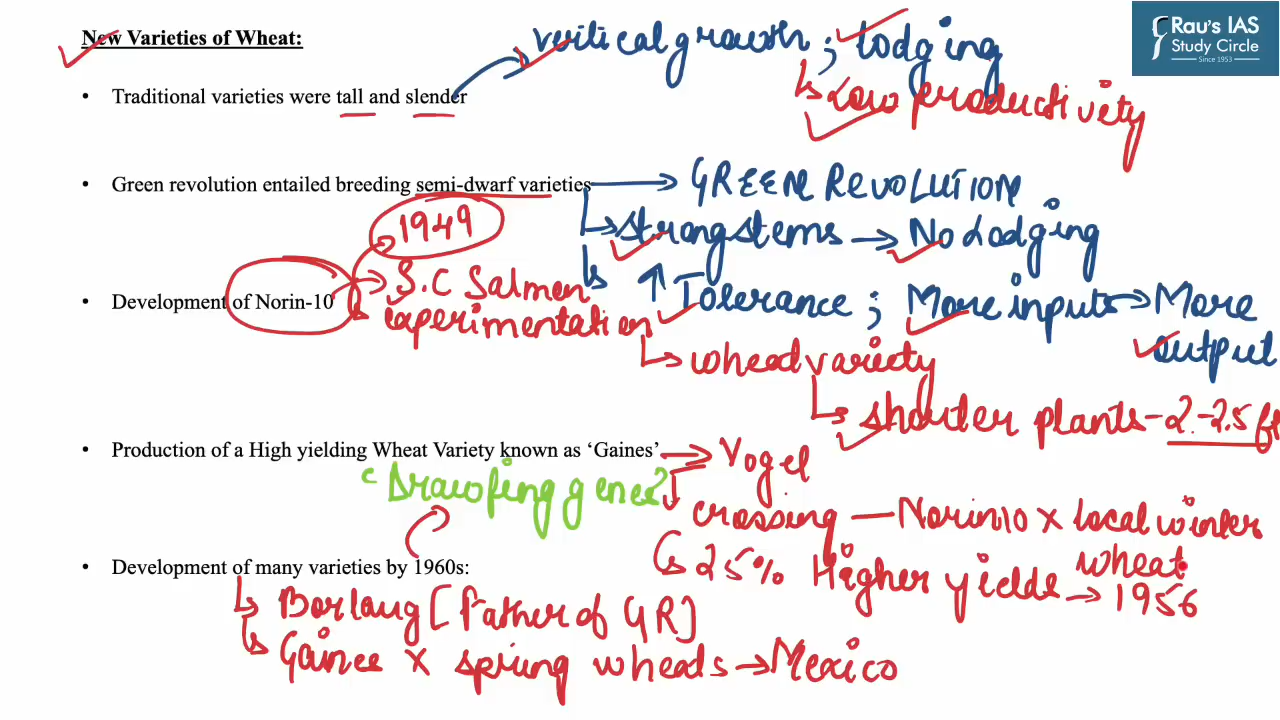 Rau's IAS
Study Circle
Since 1953
New Varieties of Wheat:
vertical growth ; lodging
↳ Low productivity
• Traditional varieties were tall and slender
• Green revolution entailed breeding semi-dwarf varieties → GREEN REVOLUTION
1949
↳ strong stems → No Lodging
↳ ↑ Tolerance ; More inputs → More output
• Development of Norin-10
S.C Salmen
experimentation
↳ wheat variety
↳ shorter plants - 2-2.5 f
• Production of a High yielding Wheat Variety known as ‘Gaines’ → Vogel
‘Drawofing genes’
crossing — Norin10 x local winter wheat
↳ 25% Higher yields → 1956
• Development of many varieties by 1960s:
↳ Borlaug [Father of GR]
↳ Gaines x spring wheats → Mexico